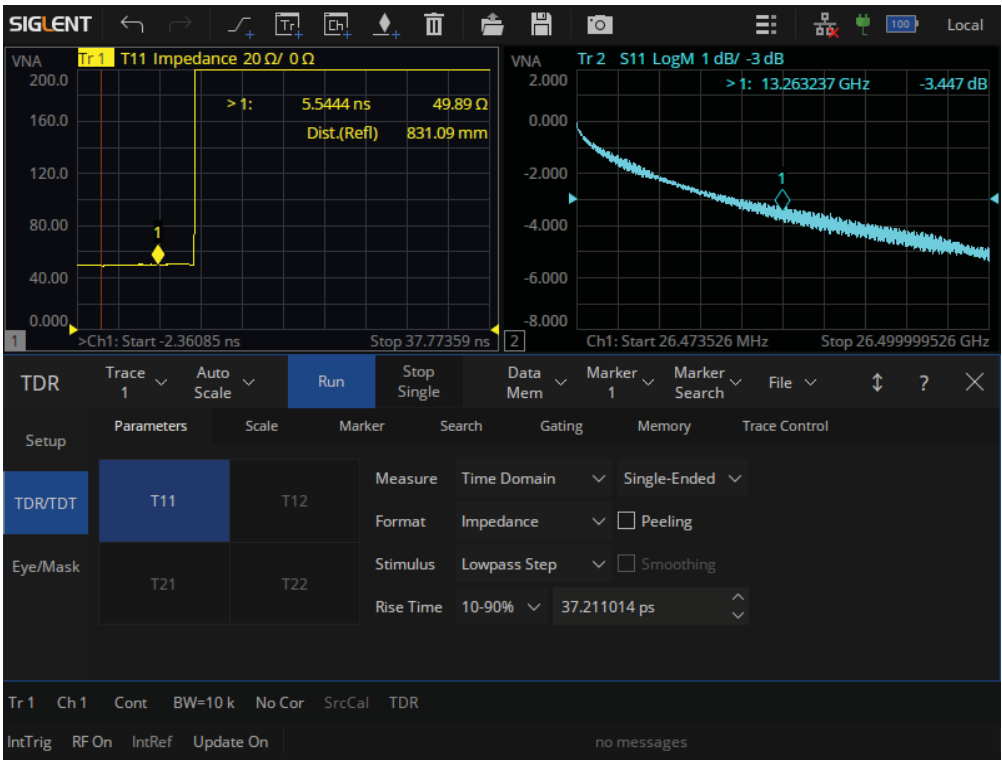 SIGLENT Tr Ch 100 Local
VNA Tr 1 T11 Impedance 20 Ω/ 0 Ω
200.0
> 1: 5.5444 ns 49.89 Ω
Dist.(Refl) 831.09 mm
160.0
120.0
80.00
1
40.00
0.000
1 >Ch1: Start -2.36085 ns Stop 37.77359 ns
VNA Tr 2 S11 LogM 1 dB/ -3 dB
2.000
> 1: 13.263237 GHz -3.447 dB
0.000
-2.000
1
-4.000
-6.000
-8.000
2 Ch1: Start 26.473526 MHz Stop 26.499999526 GHz
TDR Trace 1 Auto Scale Run Stop Single Data Mem Marker 1 Marker Search File ?
Parameters Scale Marker Search Gating Memory Trace Control
Setup
TDR/TDT
Eye/Mask
T11 T12
T21 T22
Measure Time Domain Single-Ended
Format Impedance Peeling
Stimulus Lowpass Step Smoothing
Rise Time 10-90% 37.211014 ps
Tr 1 Ch 1 Cont BW=10 k No Cor SrcCal TDR
IntTrig RF On IntRef Update On no messages